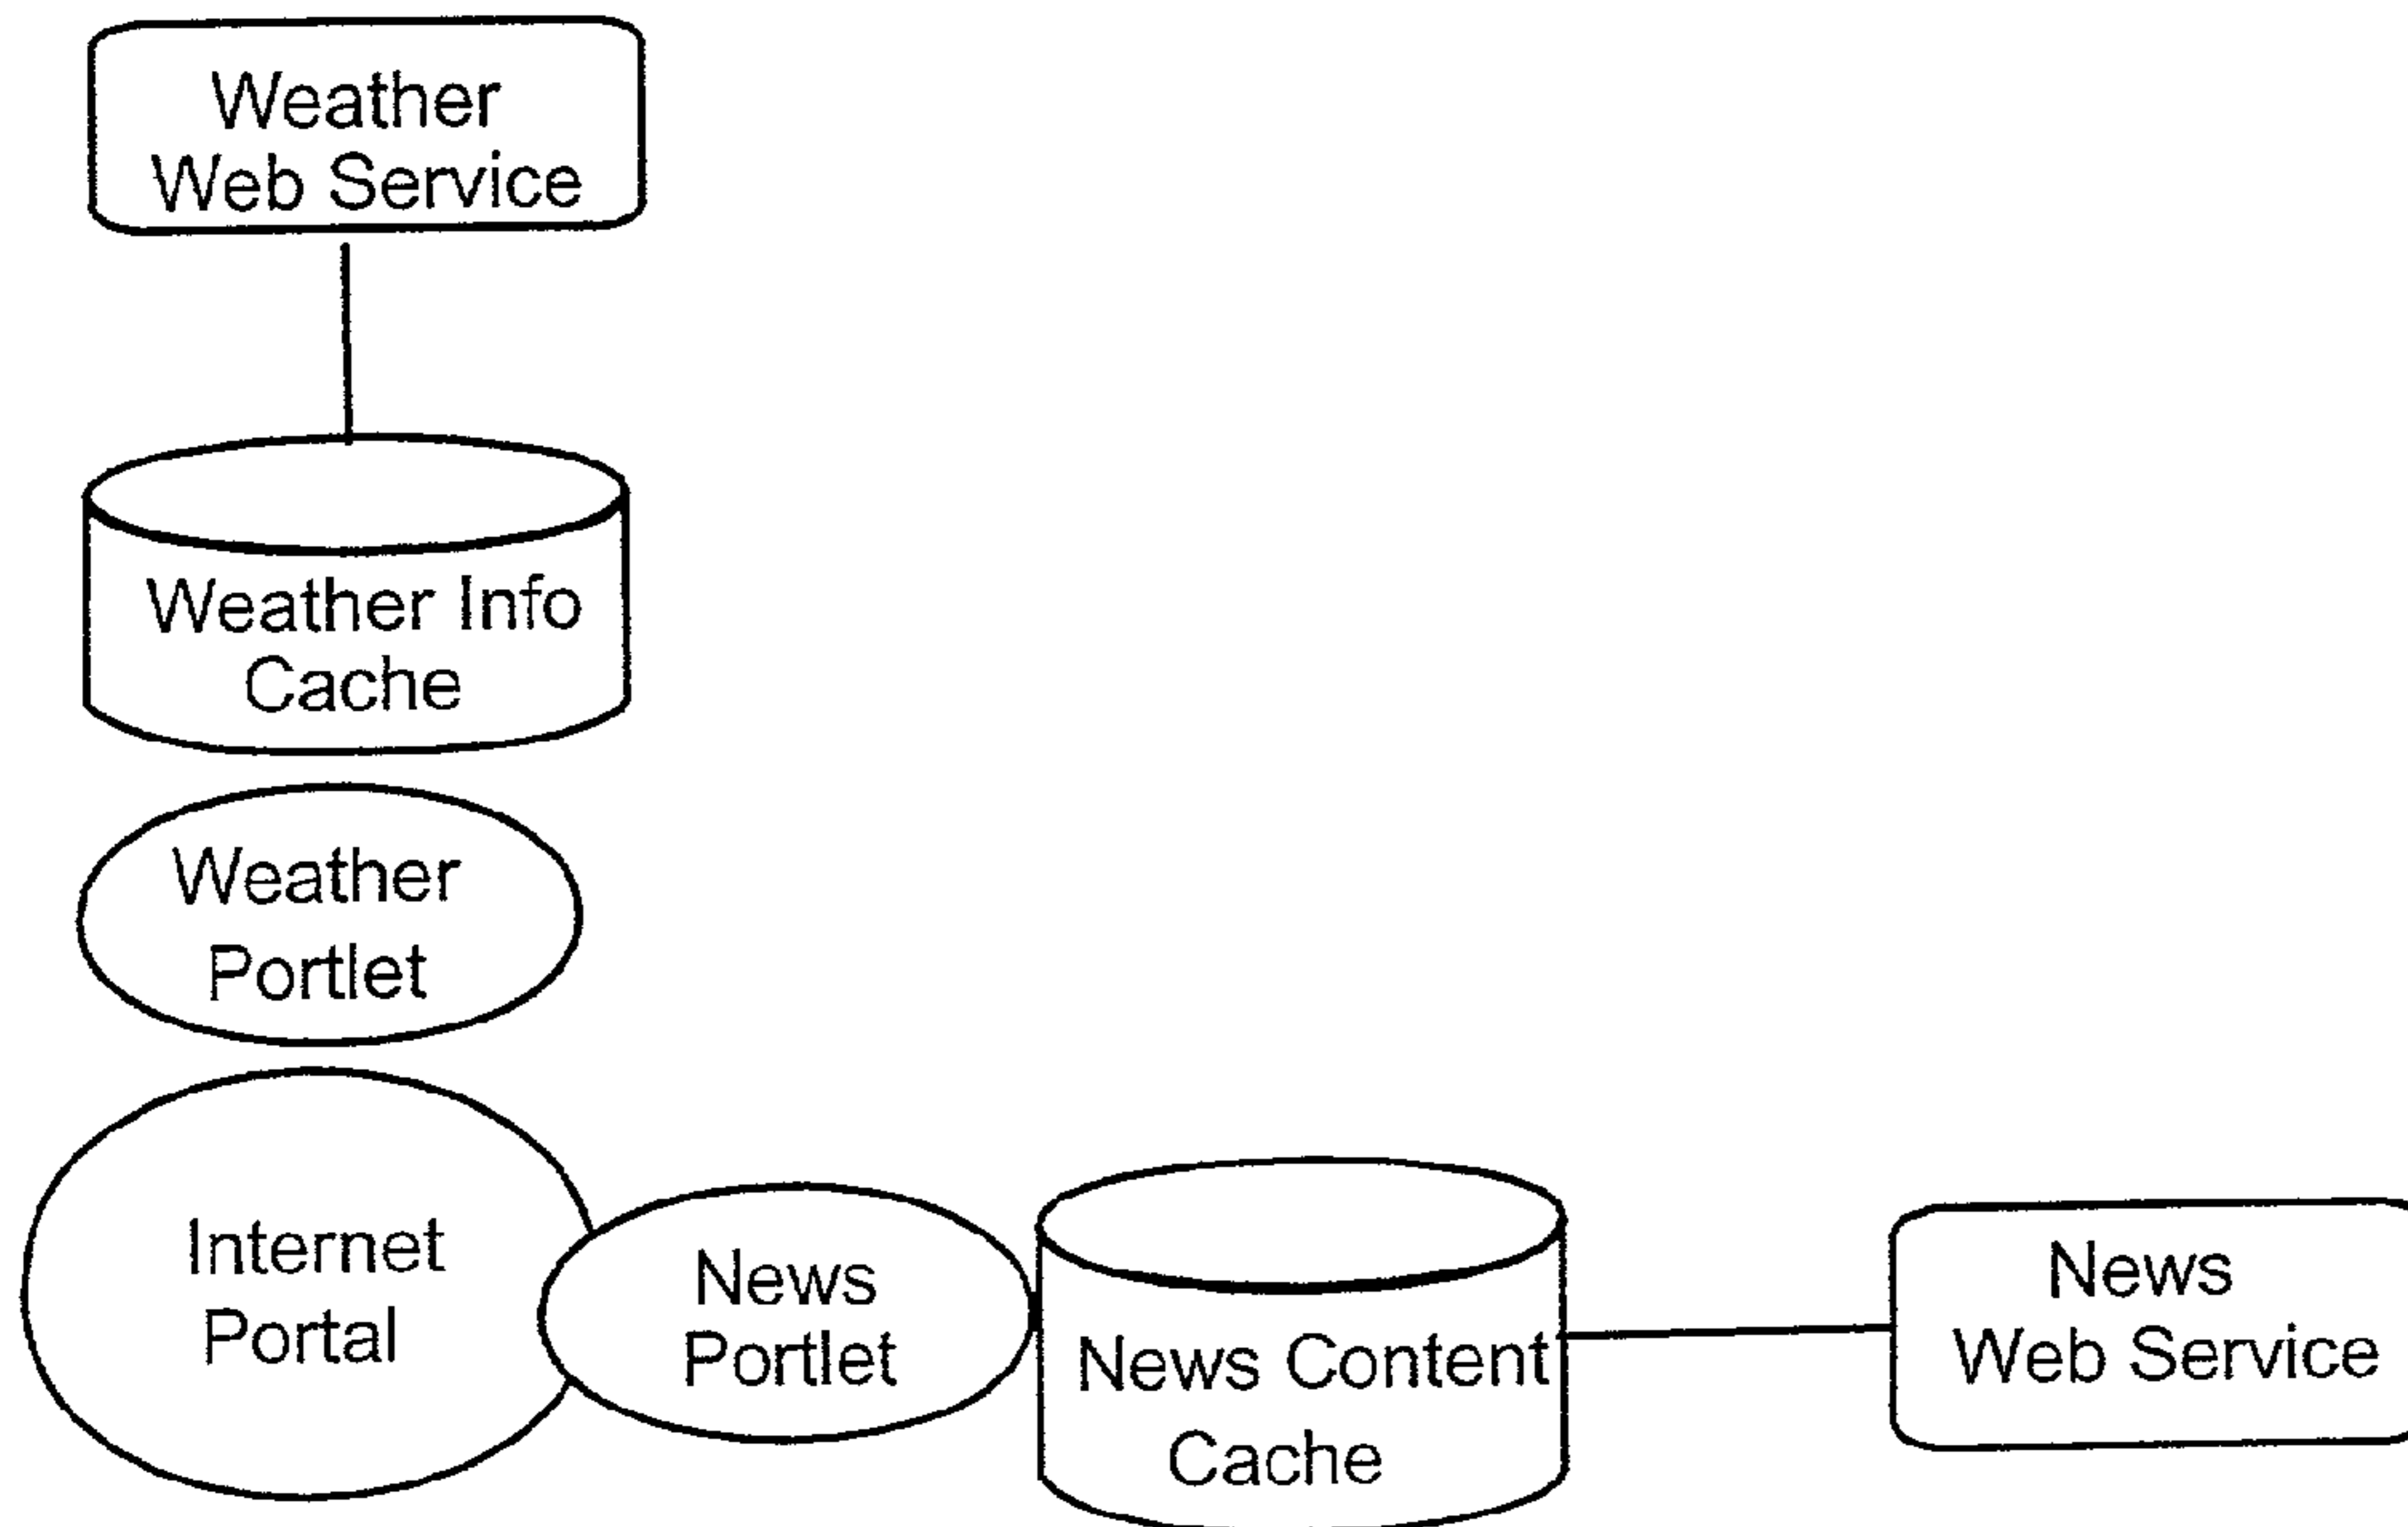 Weather
Web Service
Weather Info
Cache
Weather
Portlet
Internet
Portal
News
Portlet
News Content
Cache
News
Web Service